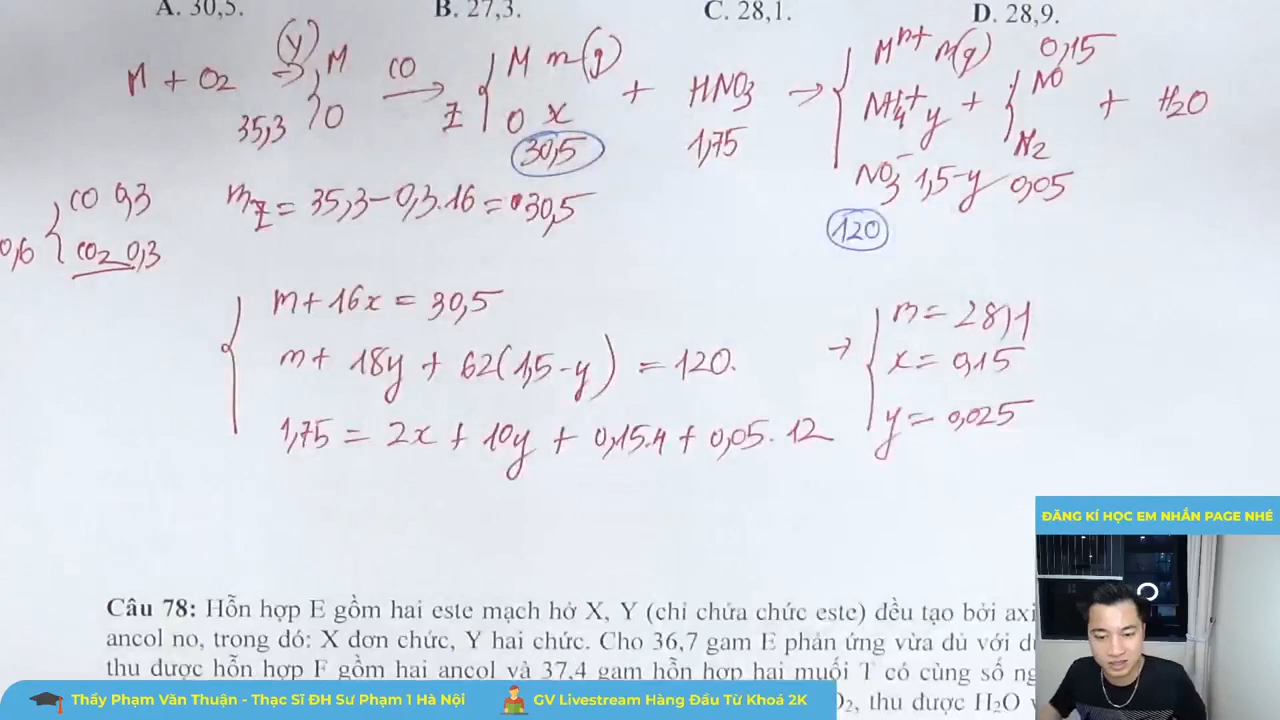 A. 30,5. B. 27,3. C. 28,1. D. 28,9.
M + O2 (Y) → { M O 35,3 CO → Z { M m(g) O x 30,5 + HNO3 1,75 → { Mⁿ⁺ m(g) NH4⁺ y NO3⁻ 1,5-y 120 + { NO 0,15 N2 0,05 + H2O
0,6 { CO 0,3 CO2 0,3
mZ = 35,3 - 0,3.16 = 30,5
{ m + 16x = 30,5
m + 18y + 62(1,5-y) = 120.
1,75 = 2x + 10y + 0,15.4 + 0,05.12
→ { m = 28,1
x = 0,15
y = 0,025
ĐĂNG KÍ HỌC EM NHẮN PAGE NHÉ
Câu 78: Hỗn hợp E gồm hai este mạch hở X, Y (chỉ chứa chức este) đều tạo bởi axi
ancol no, trong đó: X đơn chức, Y hai chức. Cho 36,7 gam E phản ứng vừa đủ với d
thu được hỗn hợp F gồm hai ancol và 37,4 gam hỗn hợp hai muối T có cùng số ng
O2, thu được H2O v
Thầy Phạm Văn Thuận - Thạc Sĩ ĐH Sư Phạm 1 Hà Nội
GV Livestream Hàng Đầu Từ Khoá 2K